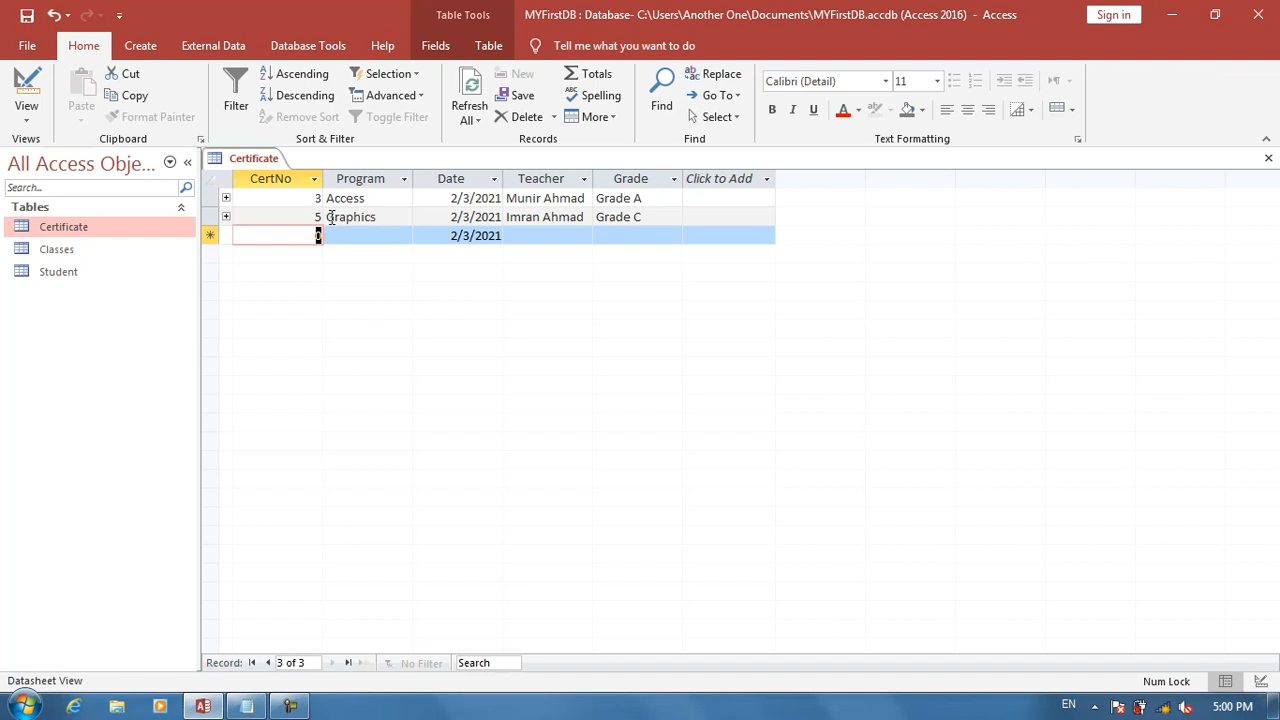 Table Tools
MYFirstDB : Database- C:\Users\Another One\Documents\MYFirstDB.accdb (Access 2016) - Access
Sign in
File Home Create External Data Database Tools Help Fields Table Tell me what you want to do
View
Views
Paste
Cut
Copy
Format Painter
Clipboard
Filter
Ascending
Descending
Remove Sort
Selection
Advanced
Toggle Filter
Sort & Filter
Refresh
All
New
Save
Delete
Totals
Spelling
More
Records
Find
Replace
Go To
Select
Find
Calibri (Detail) 11
B I U A
Text Formatting
All Access Obje...
Search...
Tables
Certificate
Classes
Student
Certificate
CertNo Program Date Teacher Grade Click to Add
3 Access 2/3/2021 Munir Ahmad Grade A
5 Graphics 2/3/2021 Imran Ahmad Grade C
0 2/3/2021
Record: 3 of 3 No Filter Search
Datasheet View
Num Lock
EN
5:00 PM